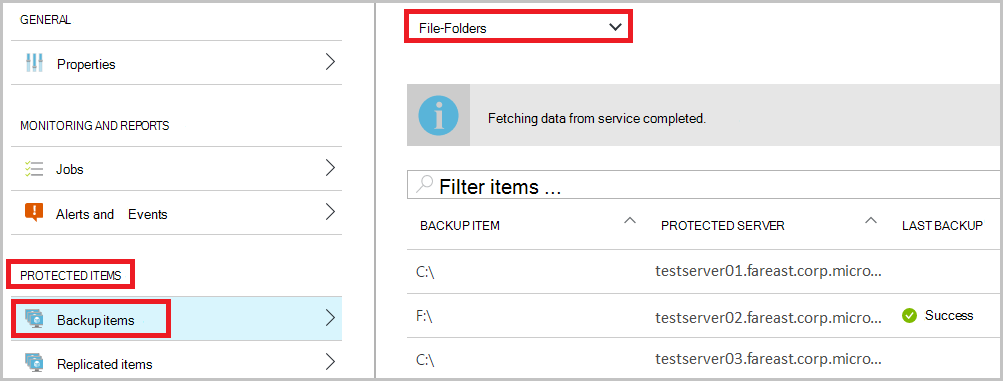 GENERAL
Properties
MONITORING AND REPORTS
Jobs
Alerts and Events
PROTECTED ITEMS
Backup items
Replicated items
File-Folders
Fetching data from service completed.
Filter items ...
BACKUP ITEM PROTECTED SERVER LAST BACKUP
C:\ testserver01.fareast.corp.micro...
F:\ testserver02.fareast.corp.micro... Success
C:\ testserver03.fareast.corp.micro...